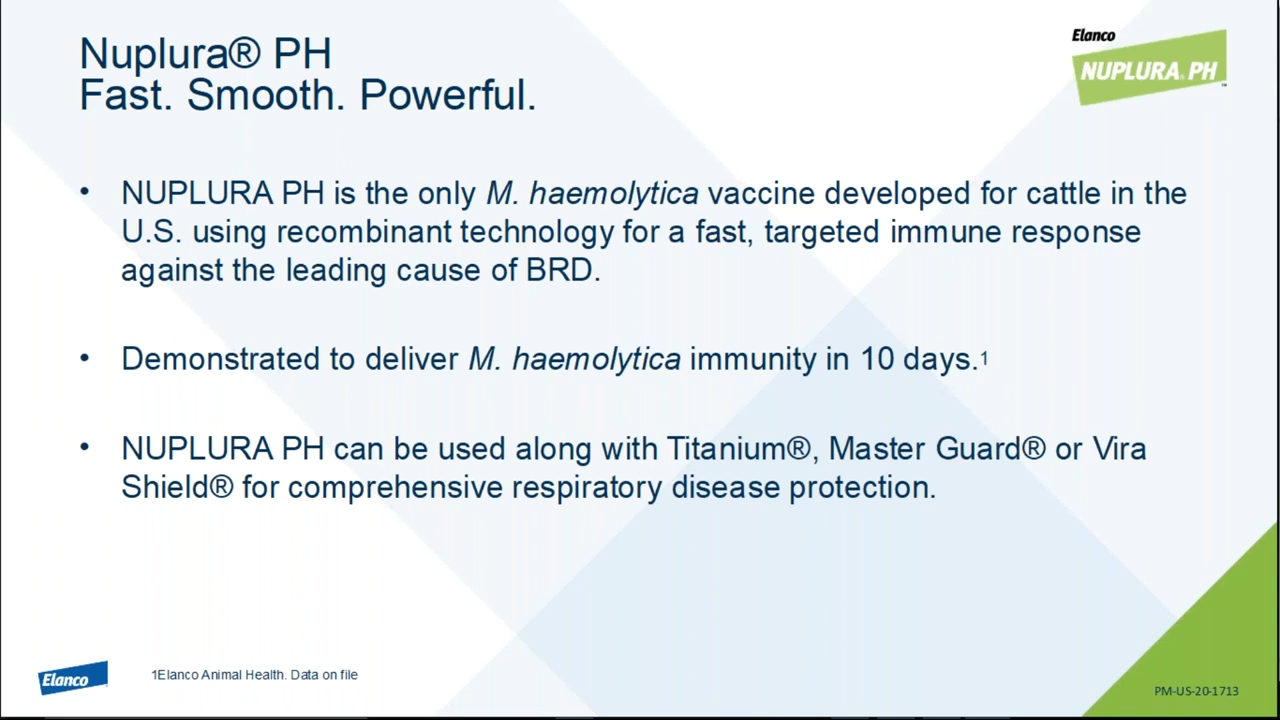 Nuplura® PH
Fast. Smooth. Powerful.
Elanco
NUPLURA® PH™
• NUPLURA PH is the only M. haemolytica vaccine developed for cattle in the
U.S. using recombinant technology for a fast, targeted immune response
against the leading cause of BRD.
• Demonstrated to deliver M. haemolytica immunity in 10 days.1
• NUPLURA PH can be used along with Titanium®, Master Guard® or Vira
Shield® for comprehensive respiratory disease protection.
Elanco
1Elanco Animal Health. Data on file
PM-US-20-1713